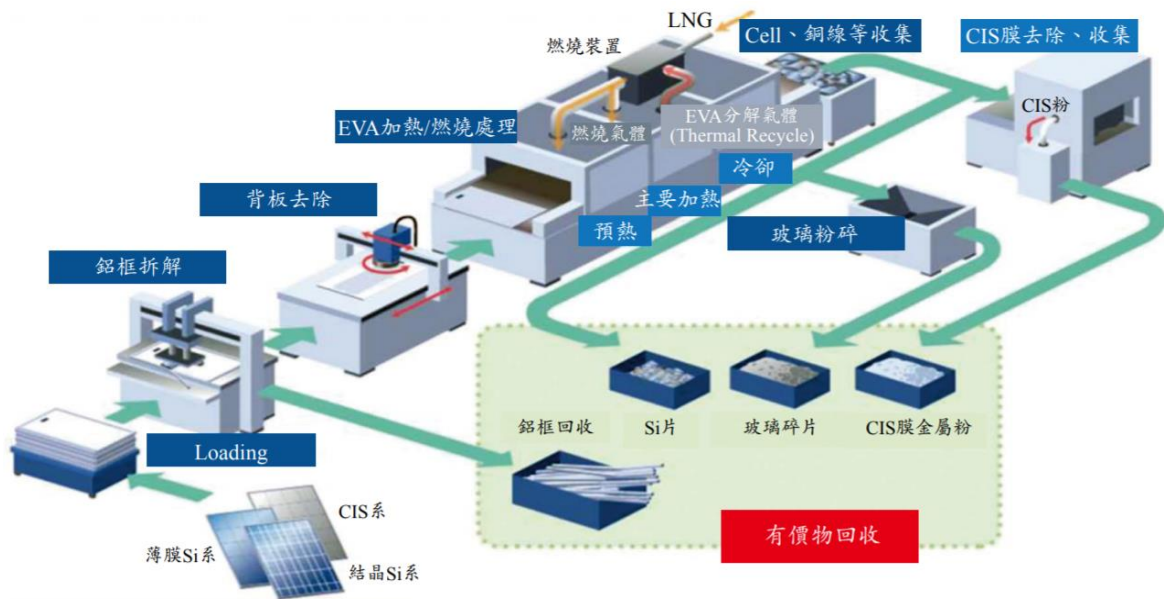 LNG
燃燒裝置
Cell、銅線等收集
CIS膜去除、收集
CIS粉
EVA加熱/燃燒處理
燃燒氣體
EVA分解氣體
(Thermal Recycle)
冷卻
主要加熱
預熱
背板去除
玻璃粉碎
鋁框拆解
Loading
鋁框回收
Si片
玻璃碎片
CIS膜金屬粉
CIS系
薄膜Si系
結晶Si系
有價物回收